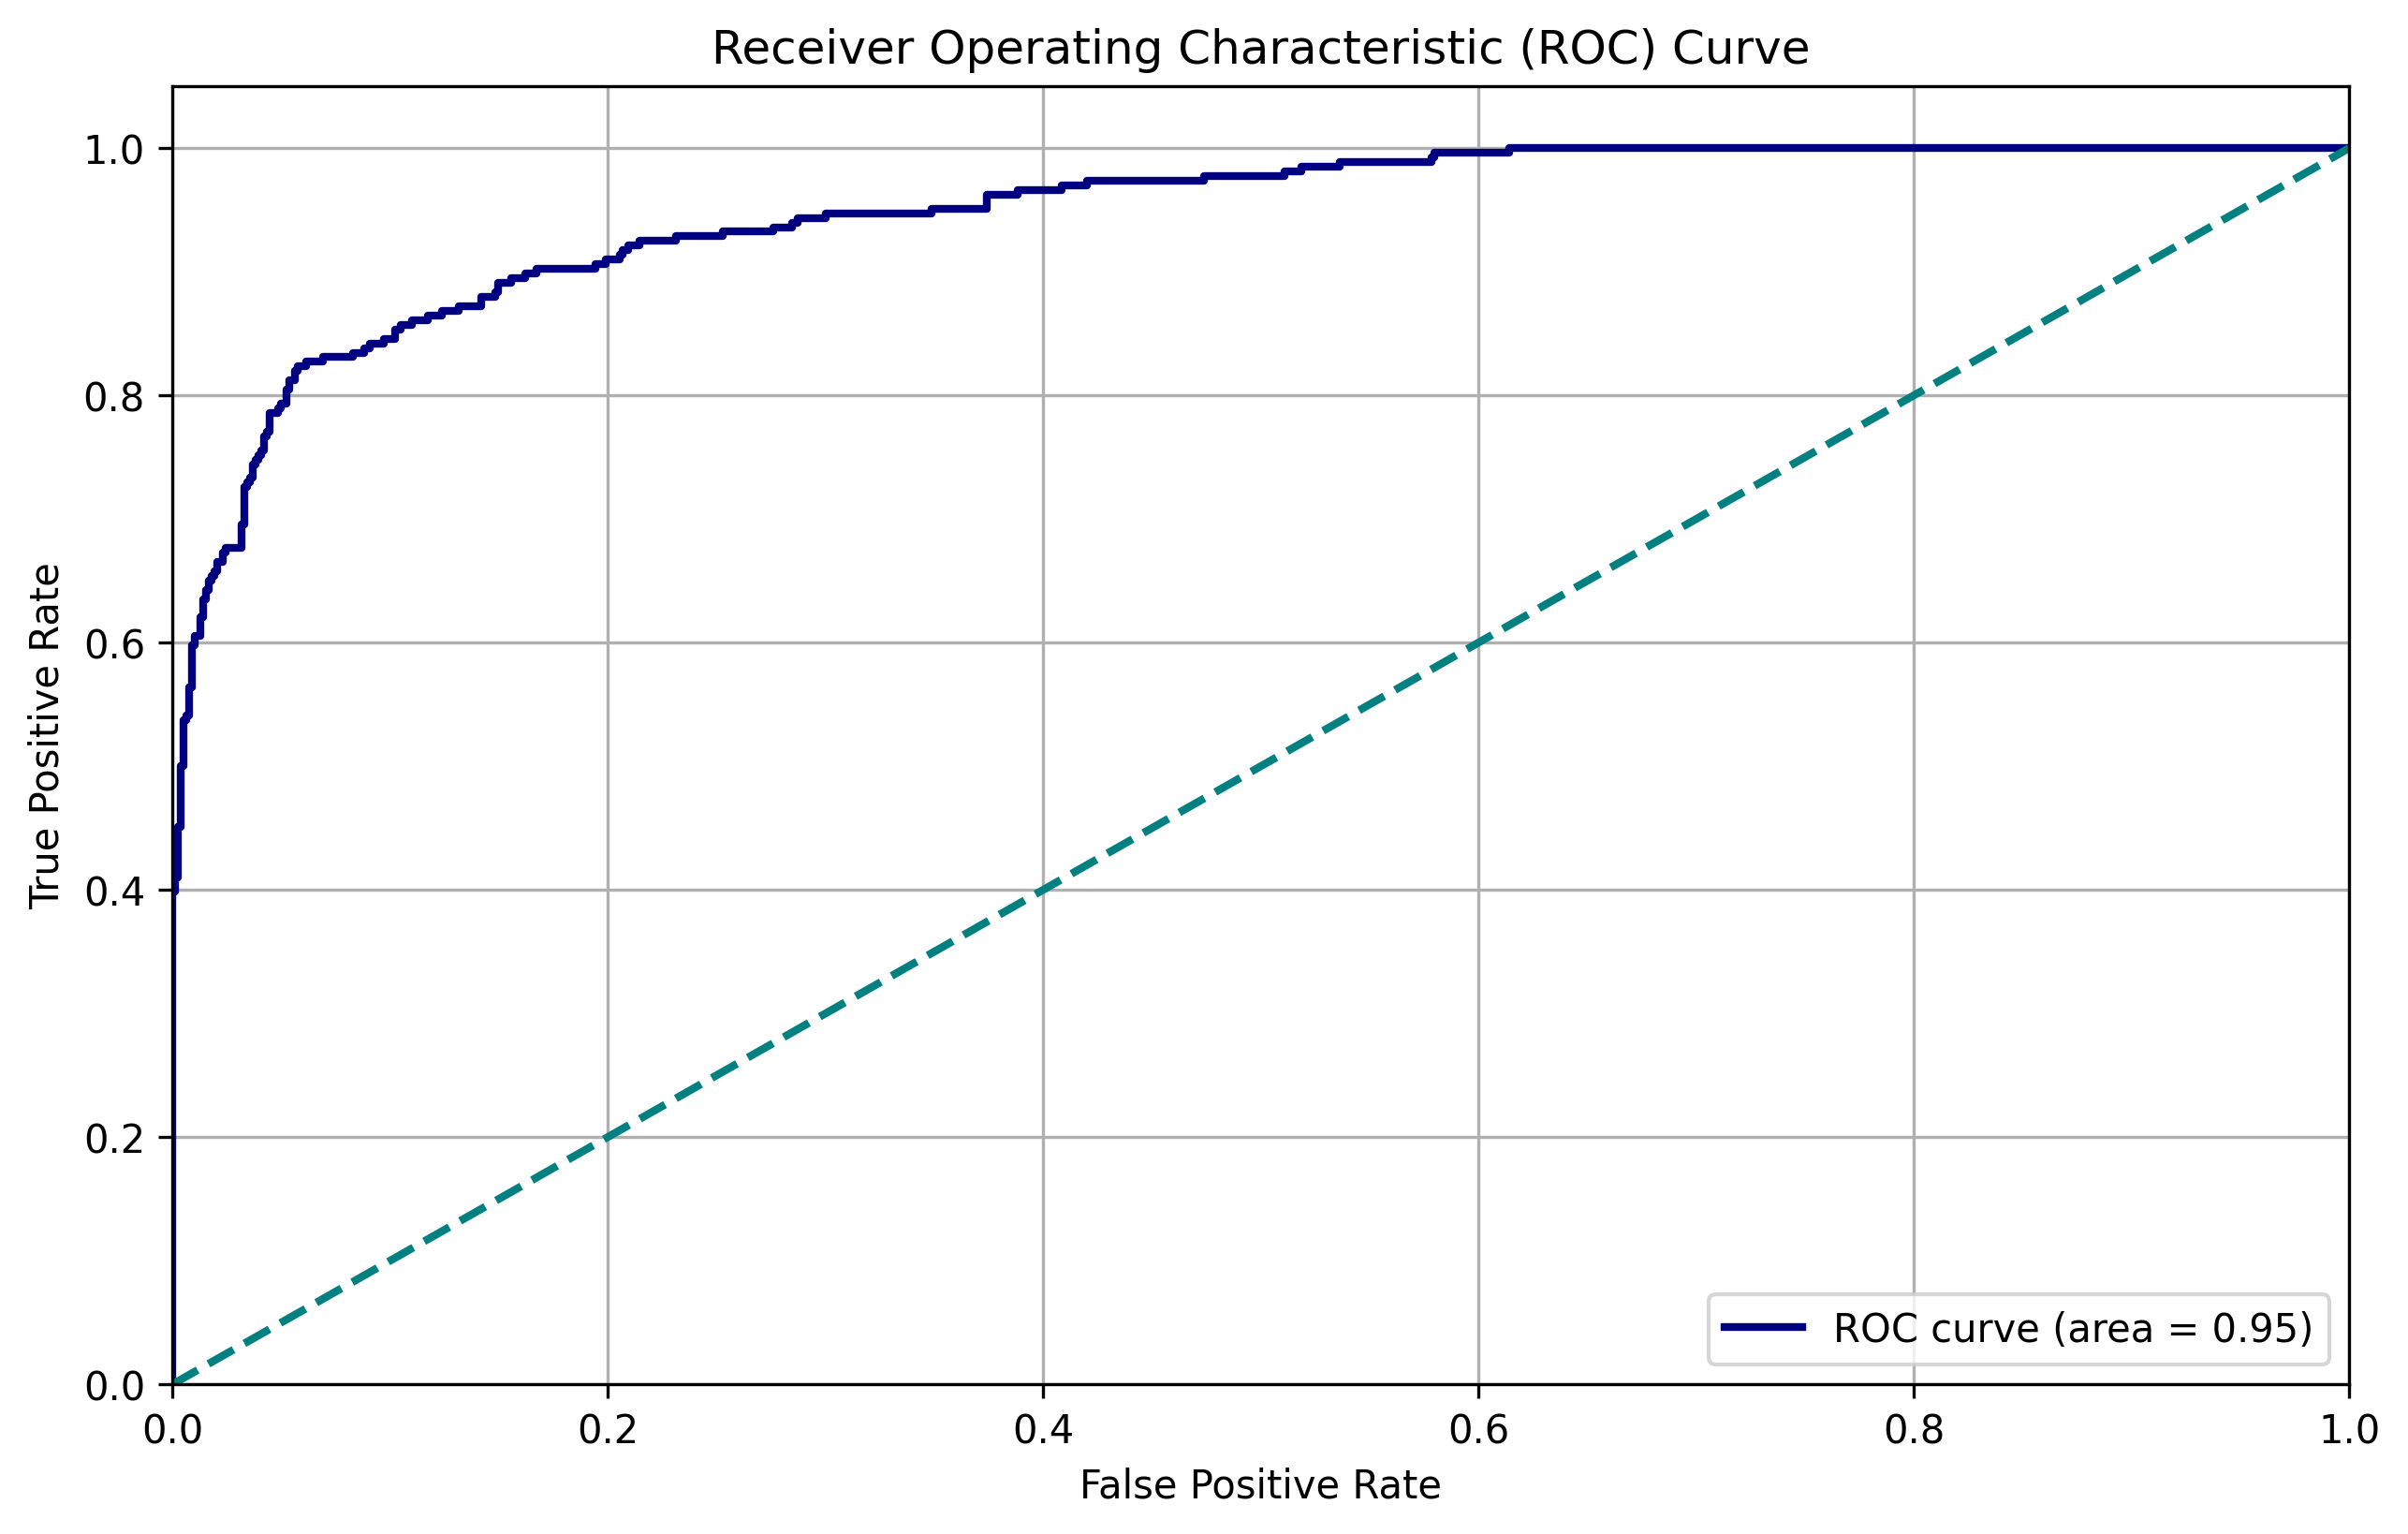 Receiver Operating Characteristic (ROC) Curve
True Positive Rate
1.0
0.8
0.6
0.4
0.2
0.0
0.0 0.2 0.4 0.6 0.8 1.0
False Positive Rate
ROC curve (area = 0.95)